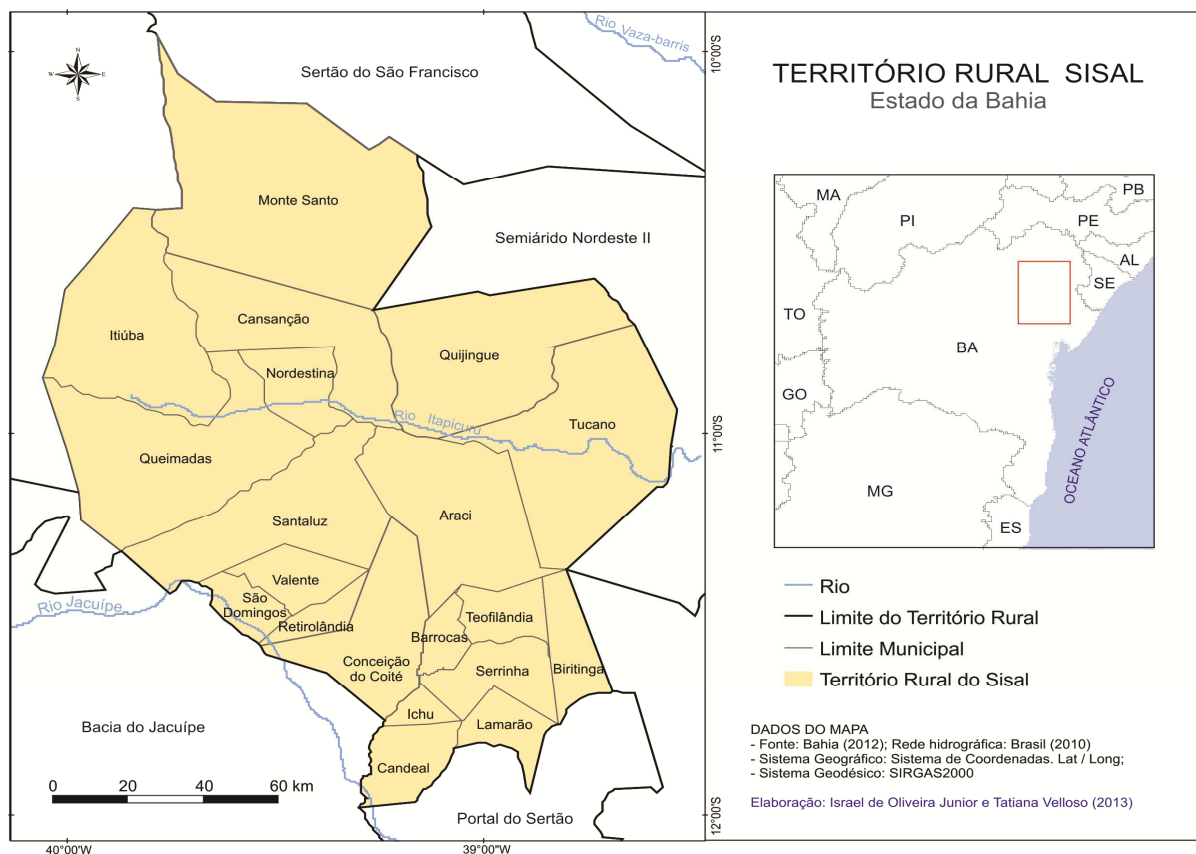 N
W E
S
Rio Vaza-barris
Sertão do São Francisco
Monte Santo
Semiárido Nordeste II
Itiúba
Cansanção
Quijingue
Nordestina
Rio Itapicuru
Tucano
Queimadas
Santaluz
Araci
Valente
São
Domingos
Retirolândia
Rio Jacuípe
Teofilândia
Barrocas
Conceição
do Coité
Serrinha
Biritinga
Ichu
Lamarão
Bacia do Jacuípe
Candeal
Portal do Sertão
0 20 40 60 km
40°00'W
39°00'W
10°00'S
11°00'S
12°00'S
TERRITÓRIO RURAL SISAL
Estado da Bahia
MA
PI
PB
PE
AL
SE
TO
BA
GO
MG
ES
OCEANO ATLÂNTICO
Rio
Limite do Território Rural
Limite Municipal
Território Rural do Sisal
DADOS DO MAPA
- Fonte: Bahia (2012); Rede hidrográfica: Brasil (2010)
- Sistema Geográfico: Sistema de Coordenadas. Lat / Long;
- Sistema Geodésico: SIRGAS2000
Elaboração: Israel de Oliveira Junior e Tatiana Velloso (2013)